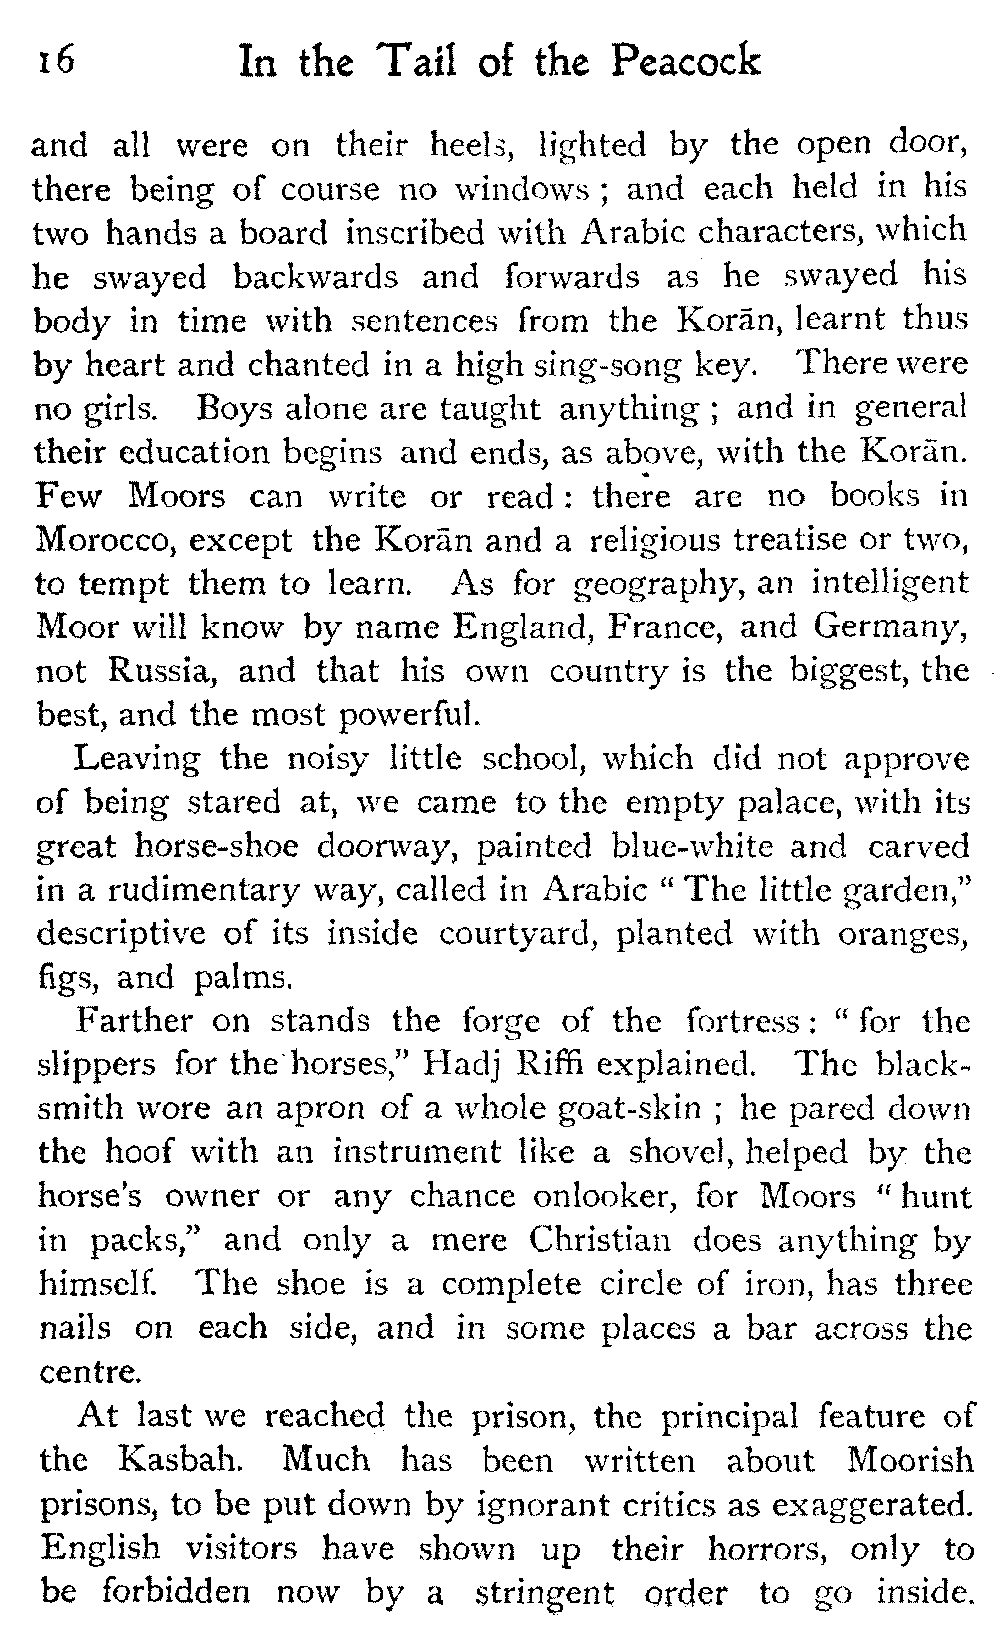 16 In the Tail of the Peacock
and all were on their heels, lighted by the open door,
there being of course no windows ; and each held in his
two hands a board inscribed with Arabic characters, which
he swayed backwards and forwards as he swayed his
body in time with sentences from the Korān, learnt thus
by heart and chanted in a high sing-song key. There were
no girls. Boys alone are taught anything ; and in general
their education begins and ends, as above, with the Korān.
Few Moors can write or read : there are no books in
Morocco, except the Korān and a religious treatise or two,
to tempt them to learn. As for geography, an intelligent
Moor will know by name England, France, and Germany,
not Russia, and that his own country is the biggest, the
best, and the most powerful.
Leaving the noisy little school, which did not approve
of being stared at, we came to the empty palace, with its
great horse-shoe doorway, painted blue-white and carved
in a rudimentary way, called in Arabic “ The little garden,”
descriptive of its inside courtyard, planted with oranges,
figs, and palms.
Farther on stands the forge of the fortress : “ for the
slippers for the horses,” Hadj Riffi explained. The black-
smith wore an apron of a whole goat-skin ; he pared down
the hoof with an instrument like a shovel, helped by the
horse’s owner or any chance onlooker, for Moors “ hunt
in packs,” and only a mere Christian does anything by
himself. The shoe is a complete circle of iron, has three
nails on each side, and in some places a bar across the
centre.
At last we reached the prison, the principal feature of
the Kasbah. Much has been written about Moorish
prisons, to be put down by ignorant critics as exaggerated.
English visitors have shown up their horrors, only to
be forbidden now by a stringent order to go inside.